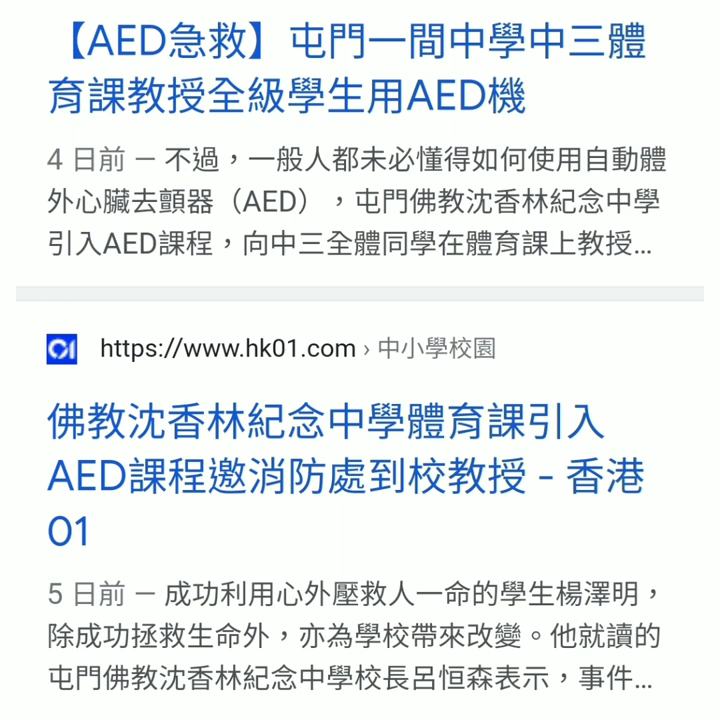 【AED急救】屯門一間中學中三體
育課教授全級學生用AED機
4 日前 — 不過，一般人都未必懂得如何使用自動體
外心臟去顫器（AED），屯門佛教沈香林紀念中學
引入AED課程，向中三全體同學在體育課上教授...
01 https://www.hk01.com › 中小學校園
佛教沈香林紀念中學體育課引入
AED課程邀消防處到校教授 - 香港
01
5 日前 — 成功利用心外壓救人一命的學生楊澤明，
除成功拯救生命外，亦為學校帶來改變。他就讀的
屯門佛教沈香林紀念中學校長呂恒森表示，事件...